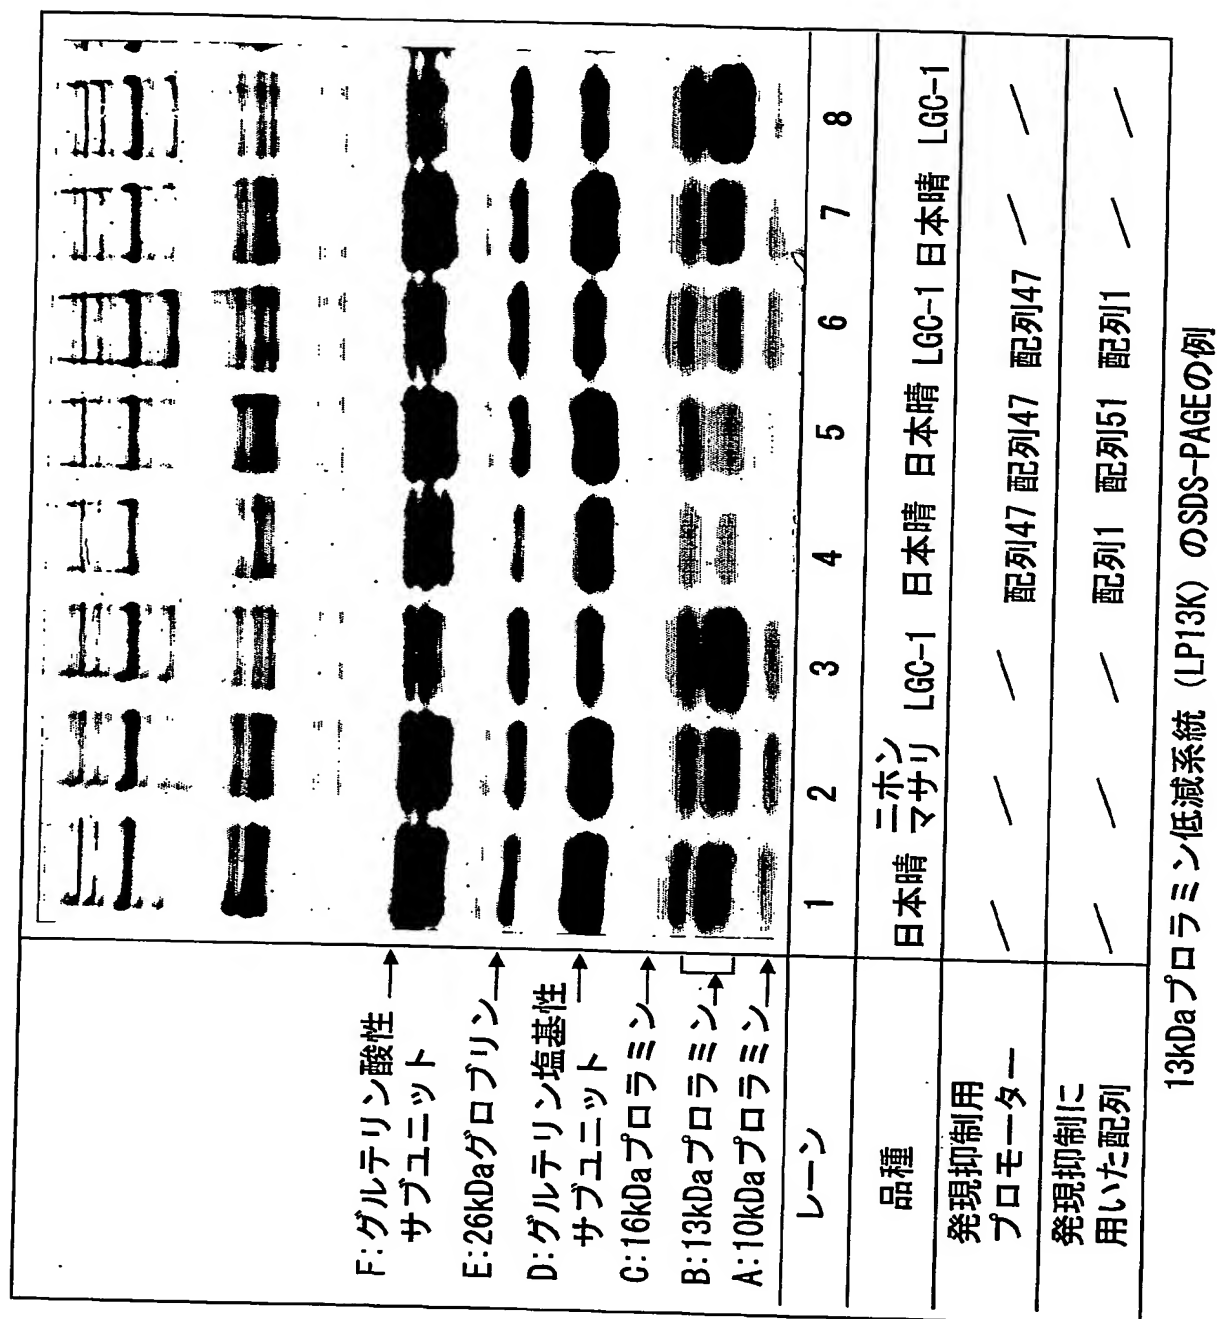 F:グルテリン酸性
サブユニット
E:26kDaグロブリン
D:グルテリン塩基性
サブユニット
C:16kDaプロラミン
B:13kDaプロラミン
A:10kDaプロラミン
レーン 1 2 3 4 5 6 7 8
品種 日本晴 ニホンマサリ LGC-1 日本晴 日本晴 LGC-1 日本晴 LGC-1
発現抑制用
プロモーター ／ ／ ／ 配列47 配列47 配列47 ／ ／
発現抑制に
用いた配列 ／ ／ ／ 配列1 配列51 配列1 ／ ／
13kDaプロラミン低減系統 (LP13K) のSDS-PAGEの例